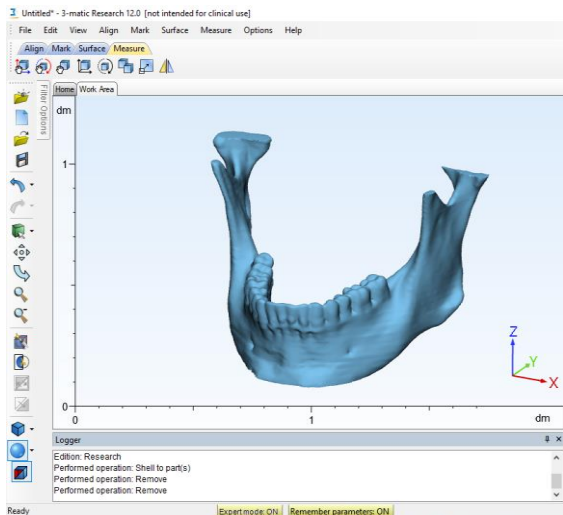 Untitled* - 3-matic Research 12.0 [not intended for clinical use]
File Edit View Align Mark Surface Measure Options Help
Align Mark Surface Measure
Filter Options
Home Work Area
dm
1
0
0 1 dm
Z
Y
X
Logger
Edition: Research
Performed operation: Shell to part(s)
Performed operation: Remove
Performed operation: Remove
Ready Expert mode: ON Remember parameters: ON